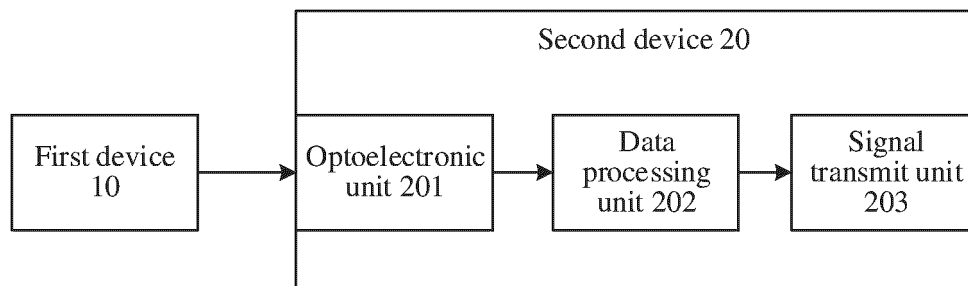 Second device 20
First device
10
Optoelectronic
unit 201
Data
processing
unit 202
Signal
transmit unit
203